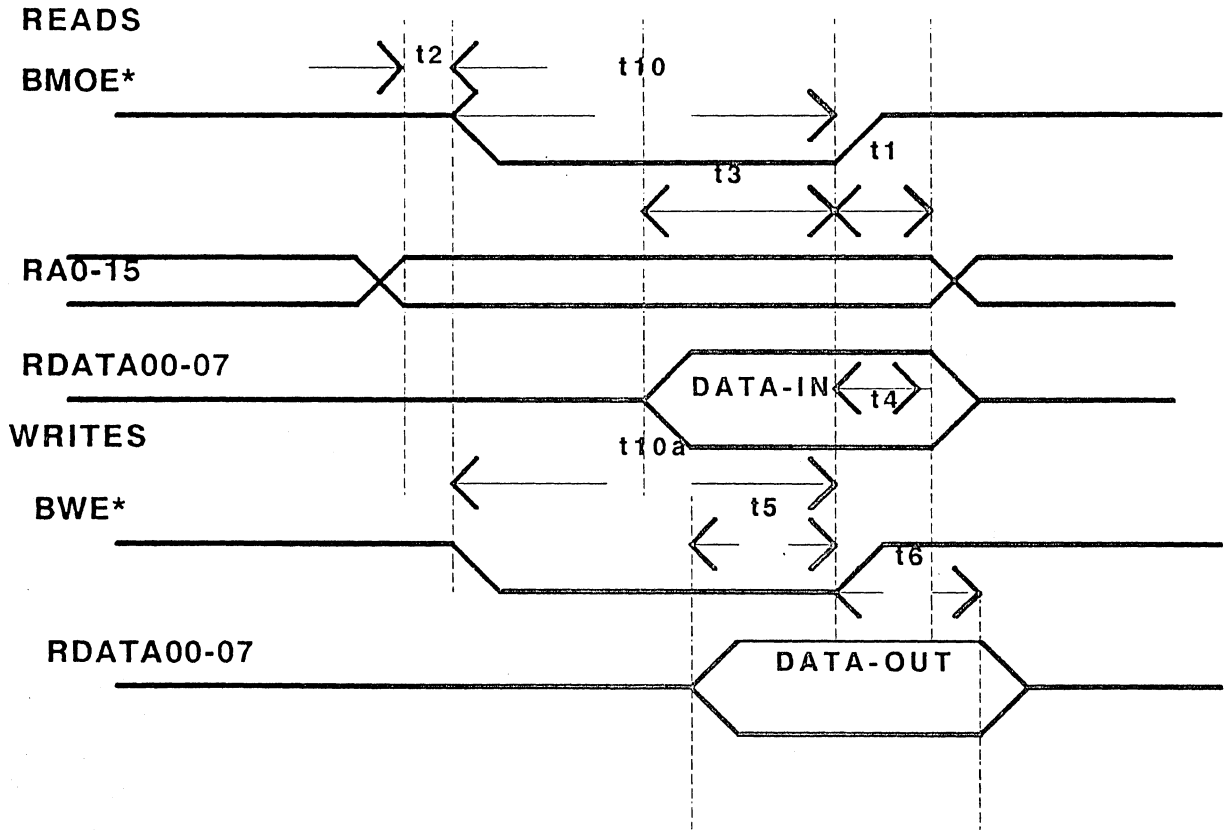 READS
t2
t10
BMOE*
t1
t3
RA0-15
RDATA00-07
DATA-IN
t4
WRITES
t10a
BWE*
t5
t6
RDATA00-07
DATA-OUT